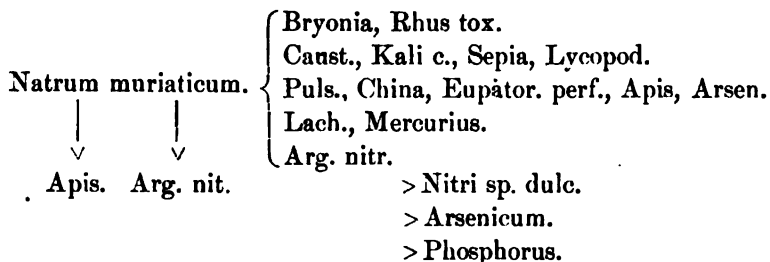 Bryonia, Rhus tox.
Caust., Kali c., Sepia, Lycopod.
Natrum muriaticum.
Puls., China, Eupator. perf., Apis, Arsen.
Lach., Mercurius.
Arg. nitr.
Apis. Arg. nit.
> Nitri sp. dulc.
> Arsenicum.
> Phosphorus.